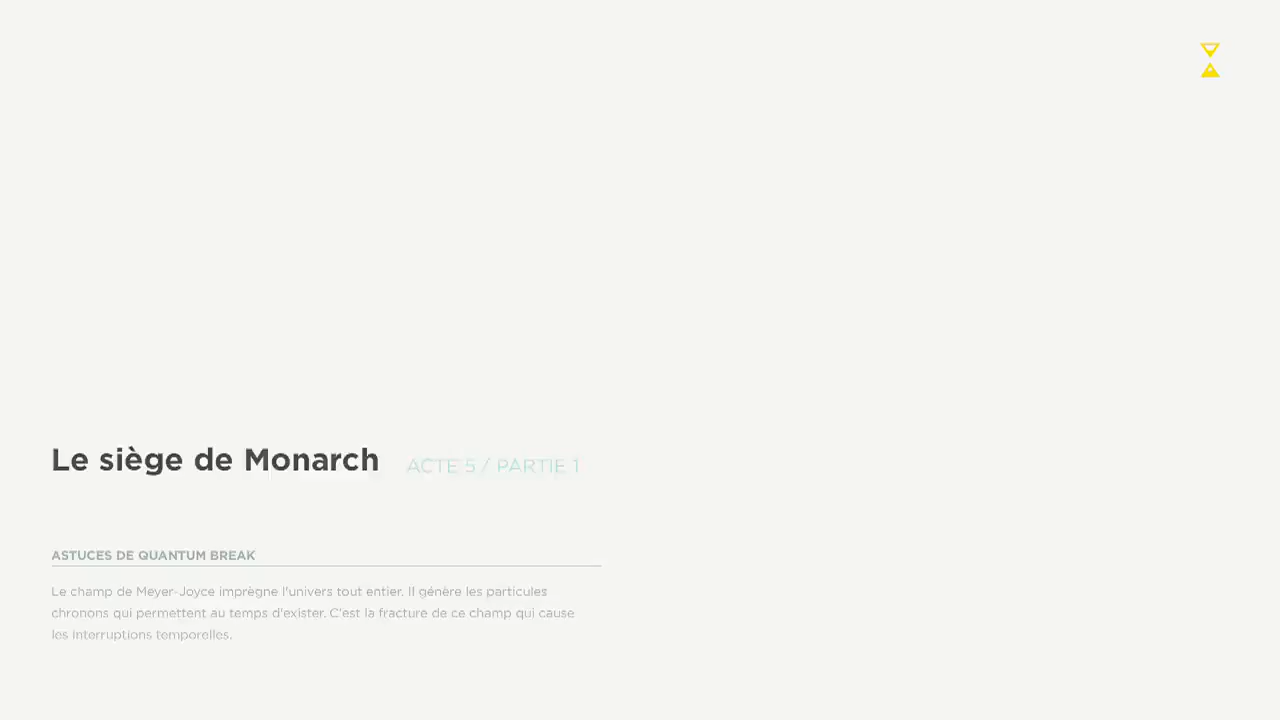 Le siège de Monarch ACTE 5 / PARTIE 1
ASTUCES DE QUANTUM BREAK
Le champ de Meyer-Joyce imprègne l'univers tout entier. Il génère les particules
chronons qui permettent au temps d'exister. C'est la fracture de ce champ qui cause
les interruptions temporelles.